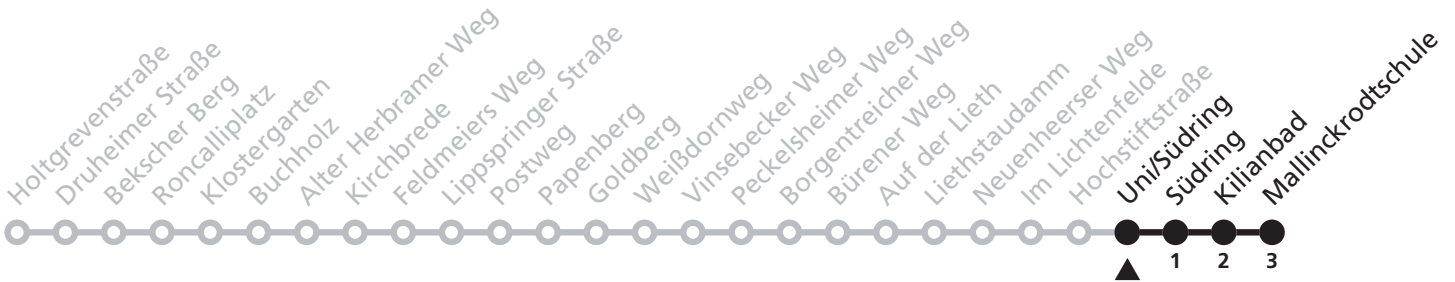 Holtgrevenstraße
Druheimer Straße
Bekscher Berg
Roncalliplatz
Klostergarten
Buchholz
Alter Herbramer Weg
Kirchbrede
Feldmeiers Weg
Lippspringer Straße
Postweg
Papenberg
Goldberg
Weißdornweg
Vinsebecker Weg
Peckelsheimer Weg
Borgentreicher Weg
Bürener Weg
Auf der Lieth
Liethstaudamm
Neuenheerser Weg
Im Lichtenfelde
Hochstiftstraße
Uni/Südring
Südring
Kilianbad
Mallinckrodtschule
1 2 3